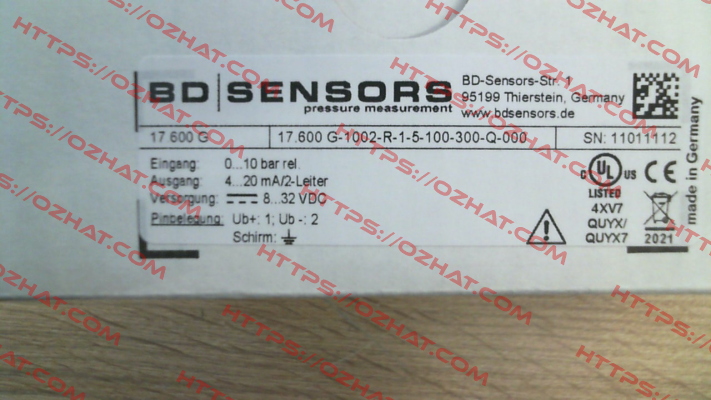 BD SENSORS
pressure measurement
BD-Sensors-Str. 1
95199 Thierstein, Germany
www.bdsensors.de
17.600 G
17.600 G-1002-R-1-5-100-300-Q-000
SN: 11011112
Eingang: 0...10 bar rel.
Ausgang: 4...20 mA/2-Leiter
Versorgung: 8...32 VDC
Pinbelegung: Ub+: 1; Ub -: 2
Schirm:
C UL US CE
LISTED
4XV7
QUYX/
QUYX7
2021
made in Germany
HTTPS://OZHAT.COM